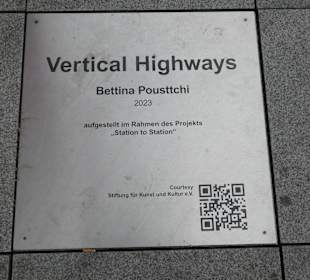 Vertical Highways
Bettina Pousttchi
2023
aufgestellt im Rahmen des Projekts
„Station to Station"
Courtesy
Stiftung für Kunst und Kultur e.V.